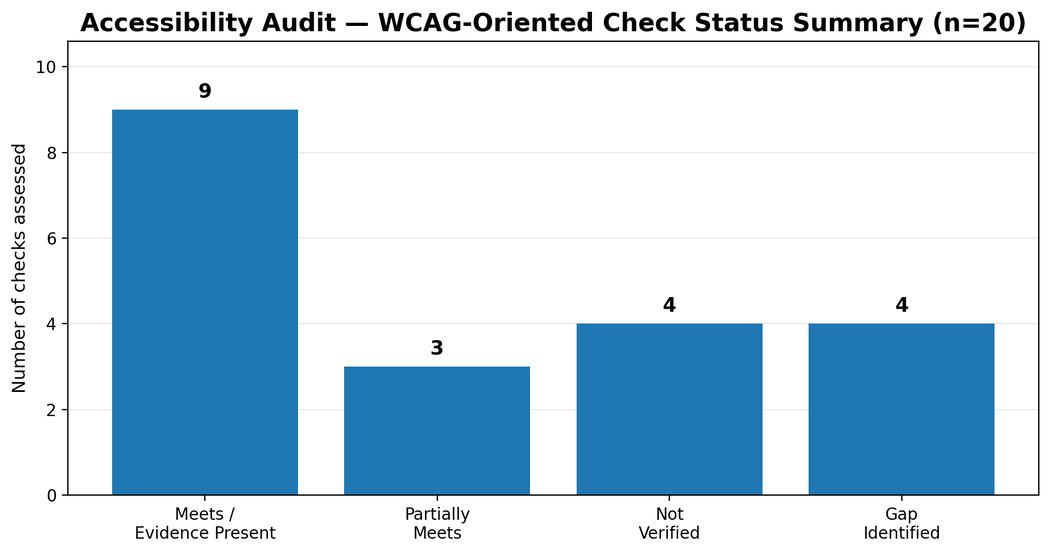 Accessibility Audit — WCAG-Oriented Check Status Summary (n=20)
Number of checks assessed
10
8
6
4
2
0
9
3
4
4
Meets /
Evidence Present
Partially
Meets
Not
Verified
Gap
Identified